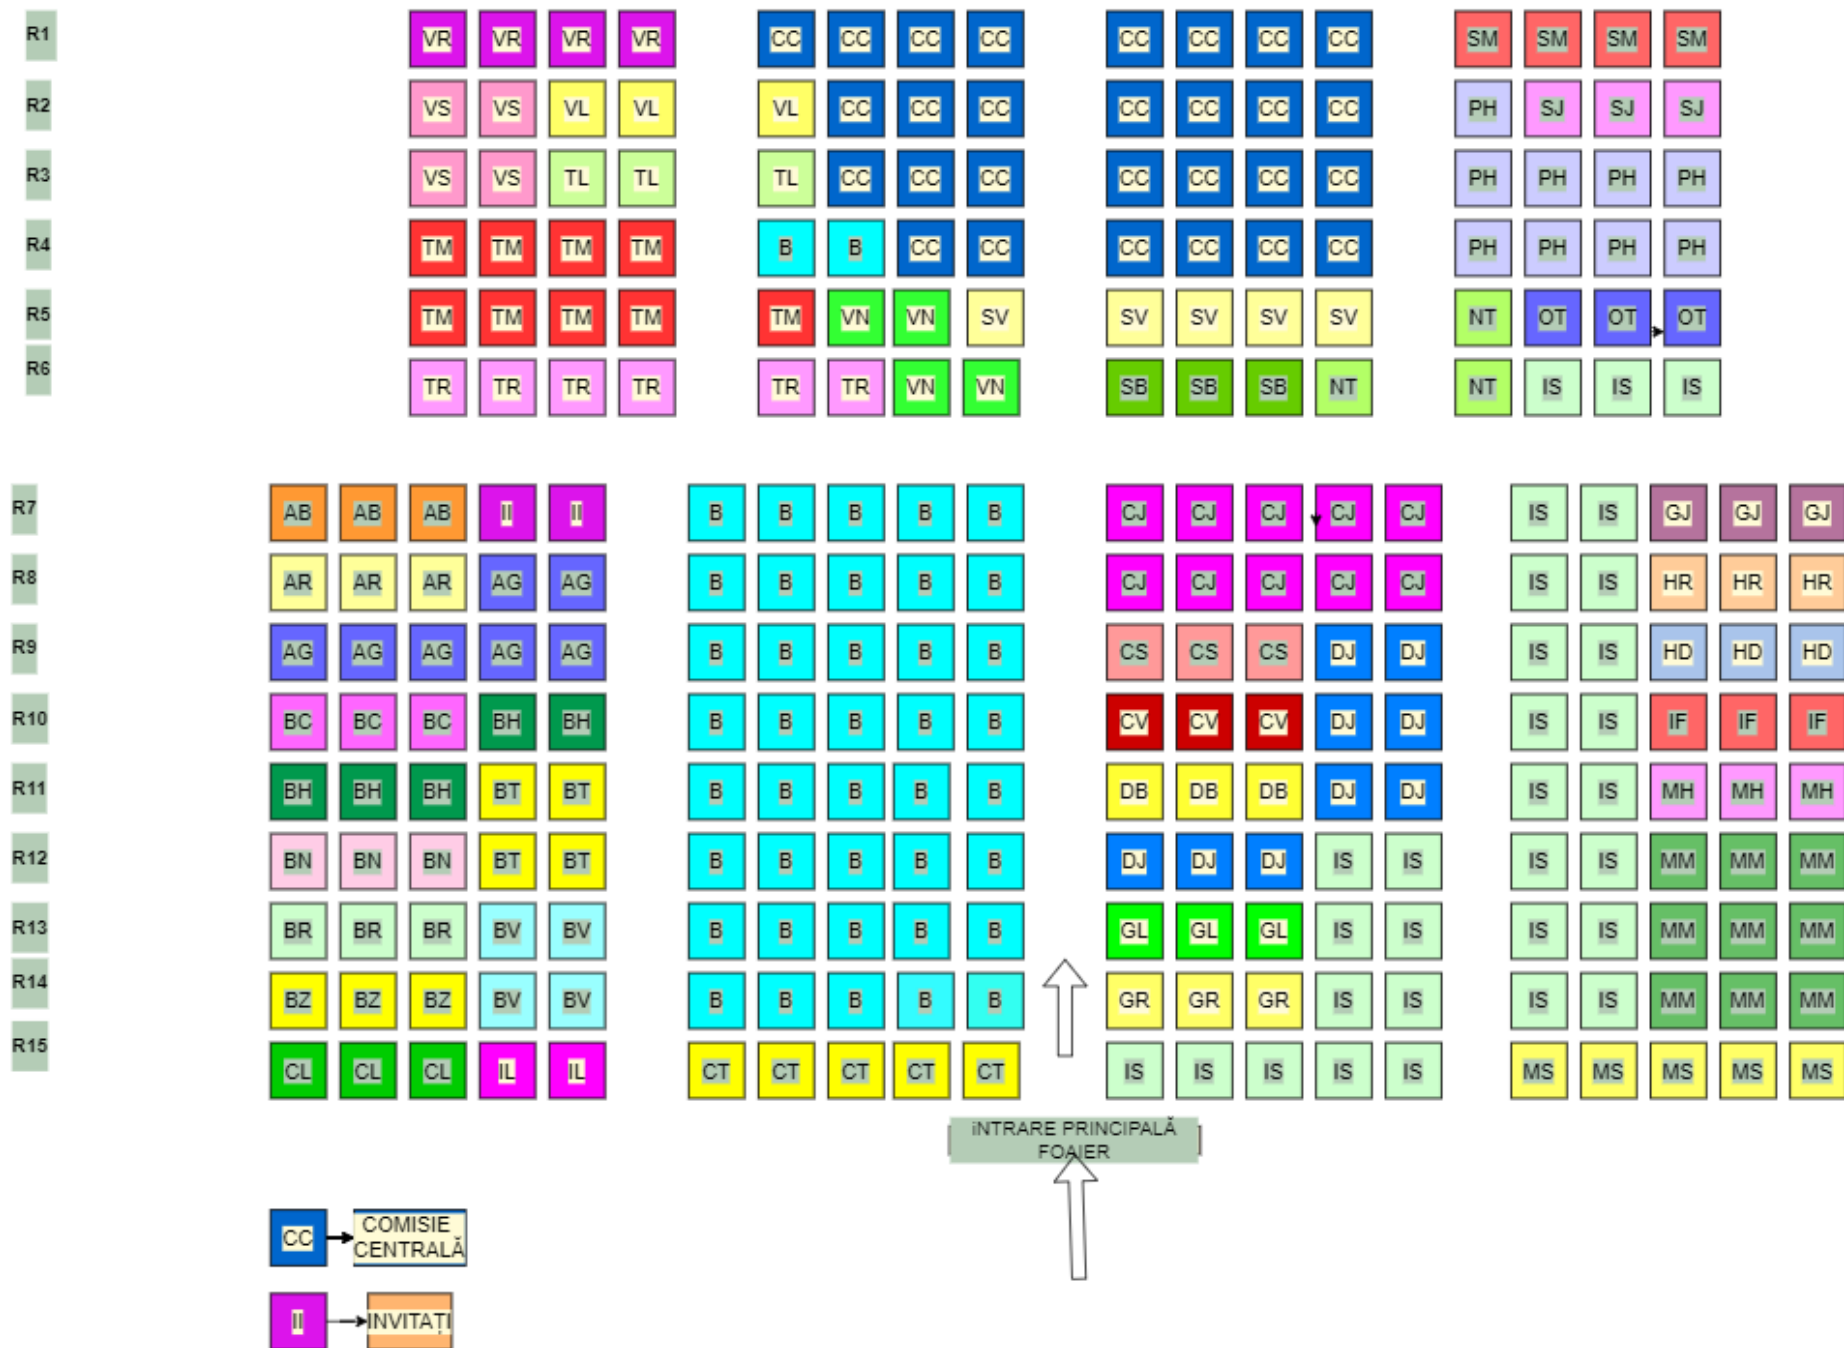 R1 VR VR VR VR CC CC CC CC CC CC CC CC SM SM SM SM
R2 VS VS VL VL VL CC CC CC CC CC CC CC PH SJ SJ SJ
R3 VS VS TL TL TL CC CC CC CC CC CC CC PH PH PH PH
R4 TM TM TM TM B B CC CC CC CC CC CC PH PH PH PH
R5 TM TM TM TM TM VN VN SV SV SV SV SV NT OT OT OT
R6 TR TR TR TR TR TR VN VN SB SB SB NT NT IS IS IS
R7 AB AB AB II II B B B B B CJ CJ CJ CJ CJ IS IS GJ GJ GJ
R8 AR AR AR AG AG B B B B B CJ CJ CJ CJ CJ IS IS HR HR HR
R9 AG AG AG AG AG B B B B B CS CS CS DJ DJ IS IS HD HD HD
R10 BC BC BC BH BH B B B B B CV CV CV DJ DJ IS IS IF IF IF
R11 BH BH BH BT BT B B B B B DB DB DB DJ DJ IS IS MH MH MH
R12 BN BN BN BT BT B B B B B DJ DJ DJ IS IS IS IS MM MM MM
R13 BR BR BR BV BV B B B B B GL GL GL IS IS IS IS MM MM MM
R14 BZ BZ BZ BV BV B B B B B GR GR GR IS IS IS IS MM MM MM
R15 CL CL CL IL IL CT CT CT CT CT IS IS IS IS IS MS MS MS MS MS
iNTRARE PRINCIPALĂ
FOAIER
CC COMISIE
CENTRALĂ
II INVITAȚI